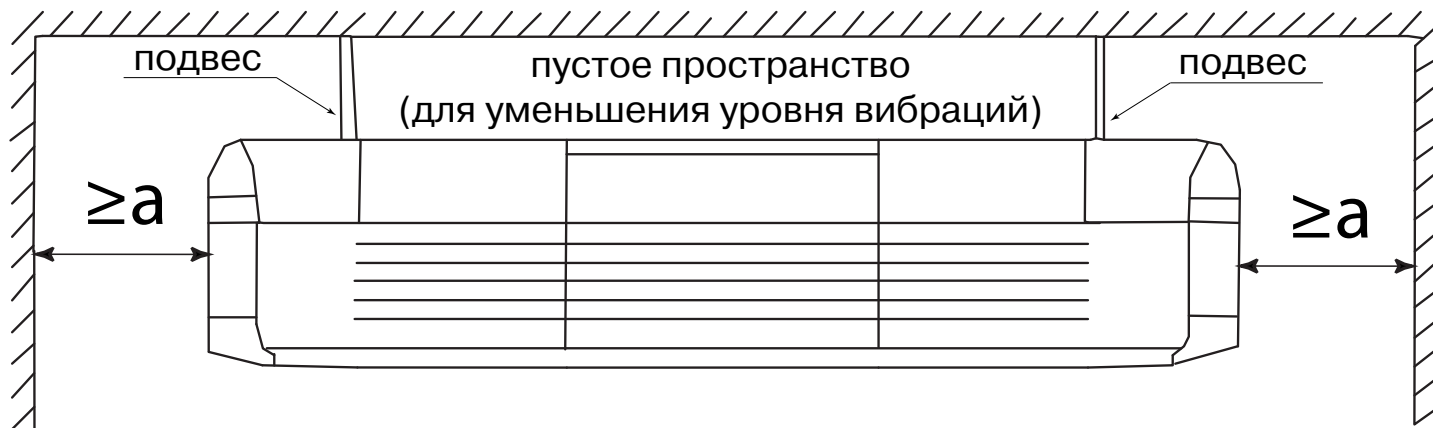 подвес
пустое пространство
(для уменьшения уровня вибраций)
подвес
≥a
≥a